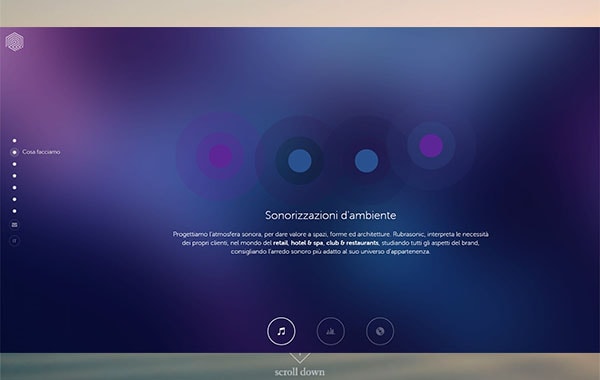 Cosa facciamo
Sonorizzazioni d'ambiente
Progettiamo l'atmosfera sonora, per dare valore a spazi, forme ed architetture. Rubrasonic, interpreta le necessità
dei propri clienti, nel mondo del retail, hotel & spa, club & restaurants, studiando tutti gli aspetti del brand,
consigliando l'arredo sonoro più adatto al suo universo d'appartenenza.
scroll down